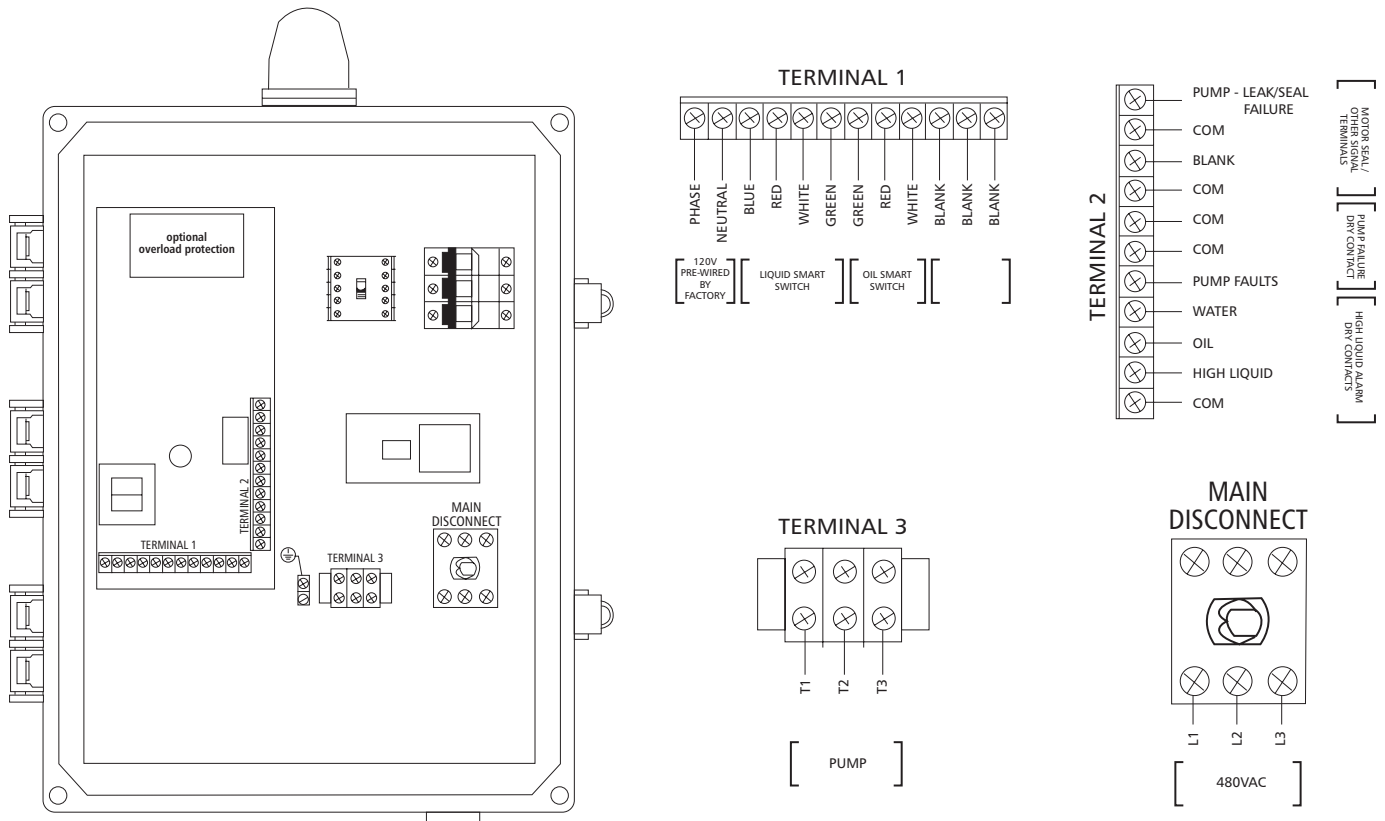 optional
overload protection
TERMINAL 2
TERMINAL 1
TERMINAL 3
MAIN
DISCONNECT
TERMINAL 1
PHASE
NEUTRAL
BLUE
RED
WHITE
GREEN
GREEN
RED
WHITE
BLANK
BLANK
BLANK
120V
PRE-WIRED
BY
FACTORY
LIQUID SMART
SWITCH
OIL SMART
SWITCH
TERMINAL 2
PUMP - LEAK/SEAL
FAILURE
COM
BLANK
COM
COM
COM
PUMP FAULTS
WATER
OIL
HIGH LIQUID
COM
MOTOR SEAL /
OTHER SIGNAL
TERMINALS
PUMP FAILURE
DRY CONTACT
HIGH LIQUID ALARM
DRY CONTACTS
TERMINAL 3
T1
T2
T3
PUMP
MAIN
DISCONNECT
L1
L2
L3
480VAC